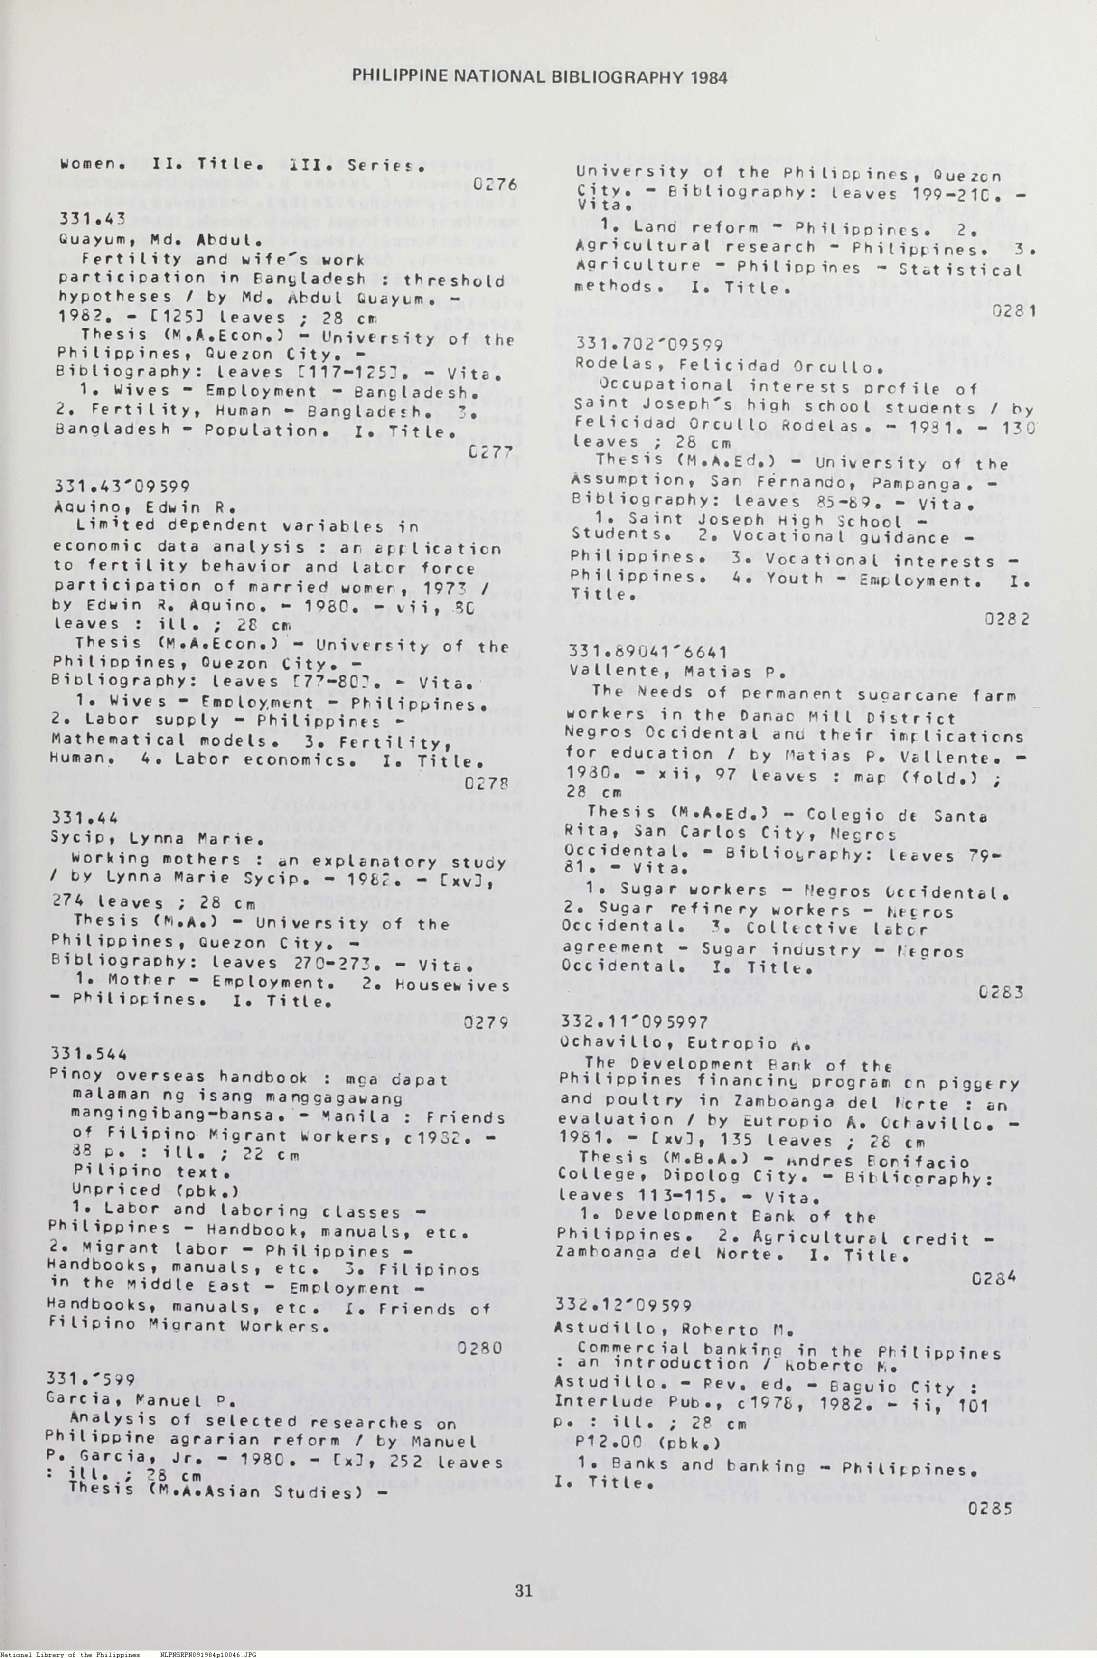 PHILIPPINE NATIONAL BIBLIOGRAPHY 1984
Women. II. Title. III. Series.
0276
331.43
Quayum, Md. Abdul.
Fertility and wife's work
participation in Bangladesh : threshold
hypotheses / by Md. Abdul Quayum. -
1982. - [125] leaves ; 28 cm
Thesis (M.A.Econ.) - University of the
Philippines, Quezon City. -
Bibliography: leaves [117-125]. - Vita.
1. Wives - Employment - Bangladesh.
2. Fertility, Human - Bangladesh. 3.
Bangladesh - Population. I. Title.
0277
331.43'09599
Aquino, Edwin R.
Limited dependent variables in
economic data analysis : an application
to fertility behavior and labor force
participation of married women, 1973 /
by Edwin R. Aquino. - 1980. - vii, 80
leaves : ill. ; 28 cm
Thesis (M.A.Econ.) - University of the
Philippines, Quezon City. -
Bibliography: leaves [77-80]. - Vita.
1. Wives - Employment - Philippines.
2. Labor supply - Philippines -
Mathematical models. 3. Fertility,
Human. 4. Labor economics. I. Title.
0278
331.44
Sycip, Lynna Marie.
Working mothers : an explanatory study
/ by Lynna Marie Sycip. - 1982. - [xv],
274 leaves ; 28 cm
Thesis (M.A.) - University of the
Philippines, Quezon City. -
Bibliography: leaves 270-273. - Vita.
1. Mother - Employment. 2. Housewives
- Philippines. I. Title.
0279
331.544
Pinoy overseas handbook : mga dapat
malaman ng isang manggagawang
mangingibang-bansa. - Manila : Friends
of Filipino Migrant Workers, c1982. -
88 p. : ill. ; 22 cm
Pilipino text.
Unpriced (pbk.)
1. Labor and laboring classes -
Philippines - Handbook, manuals, etc.
2. Migrant labor - Philippines -
Handbooks, manuals, etc. 3. Filipinos
in the Middle East - Employment -
Handbooks, manuals, etc. I. Friends of
Filipino Migrant Workers.
0280
331.'599
Garcia, Manuel P.
Analysis of selected researches on
Philippine agrarian reform / by Manuel
P. Garcia, Jr. - 1980. - [x], 252 leaves
: ill. ; 28 cm
Thesis (M.A.Asian Studies) -
University of the Philippines, Quezon
City. - Bibliography: leaves 199-210. -
Vita.
1. Land reform - Philippines. 2.
Agricultural research - Philippines. 3.
Agriculture - Philippines - Statistical
methods. I. Title.
0281
331.702'09599
Rodelas, Felicidad Orcullo.
Occupational interests profile of
Saint Joseph's high school students / by
Felicidad Orcullo Rodelas. - 1981. - 130
leaves ; 28 cm
Thesis (M.A.Ed.) - University of the
Assumption, San Fernando, Pampanga. -
Bibliography: leaves 85-89. - Vita.
1. Saint Joseph High School -
Students. 2. Vocational guidance -
Philippines. 3. Vocational interests -
Philippines. 4. Youth - Employment. I.
Title.
0282
331.89041'6641
Vallente, Matias P.
The Needs of permanent sugarcane farm
workers in the Danao Mill District
Negros Occidental and their implications
for education / by Matias P. Vallente. -
1980. - xii, 97 leaves : map (fold.) ;
28 cm
Thesis (M.A.Ed.) - Colegio de Santa
Rita, San Carlos City, Negros
Occidental. - Bibliography: leaves 79-
81. - Vita.
1. Sugar workers - Negros Occidental.
2. Sugar refinery workers - Negros
Occidental. 3. Collective labor
agreement - Sugar industry - Negros
Occidental. I. Title.
0283
332.11'095997
Ochavillo, Eutropio A.
The Development Bank of the
Philippines financing program on piggery
and poultry in Zamboanga del Norte : an
evaluation / by Eutropio A. Ochavillo. -
1981. - [xv], 135 leaves ; 28 cm
Thesis (M.B.A.) - Andres Bonifacio
College, Dipolog City. - Bibliography:
leaves 113-115. - Vita.
1. Development Bank of the
Philippines. 2. Agricultural credit -
Zamboanga del Norte. I. Title.
0284
332.12'09599
Astudillo, Roberto M.
Commercial banking in the Philippines
: an introduction / Roberto M.
Astudillo. - Rev. ed. - Baguio City :
Interlude Pub., c1978, 1982. - ii, 101
p. : ill. ; 28 cm
P12.00 (pbk.)
1. Banks and banking - Philippines.
I. Title.
0285
31
National Library of the Philippines NLPNSRPN091984p10046.JPG